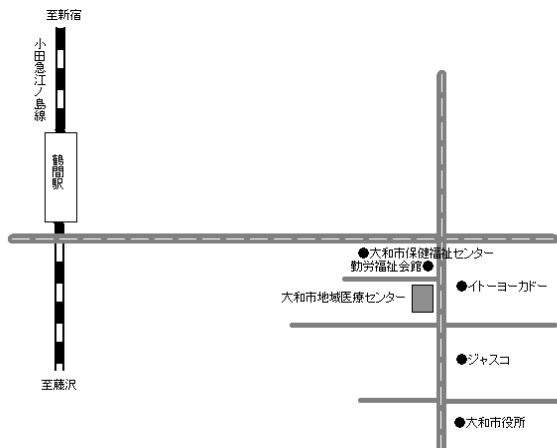 至新宿
小田急江ノ島線
鶴間駅
●大和市保健福祉センター
勤労福祉会館●
●イトーヨーカドー
大和市地域医療センター
●ジャスコ
至藤沢
●大和市役所